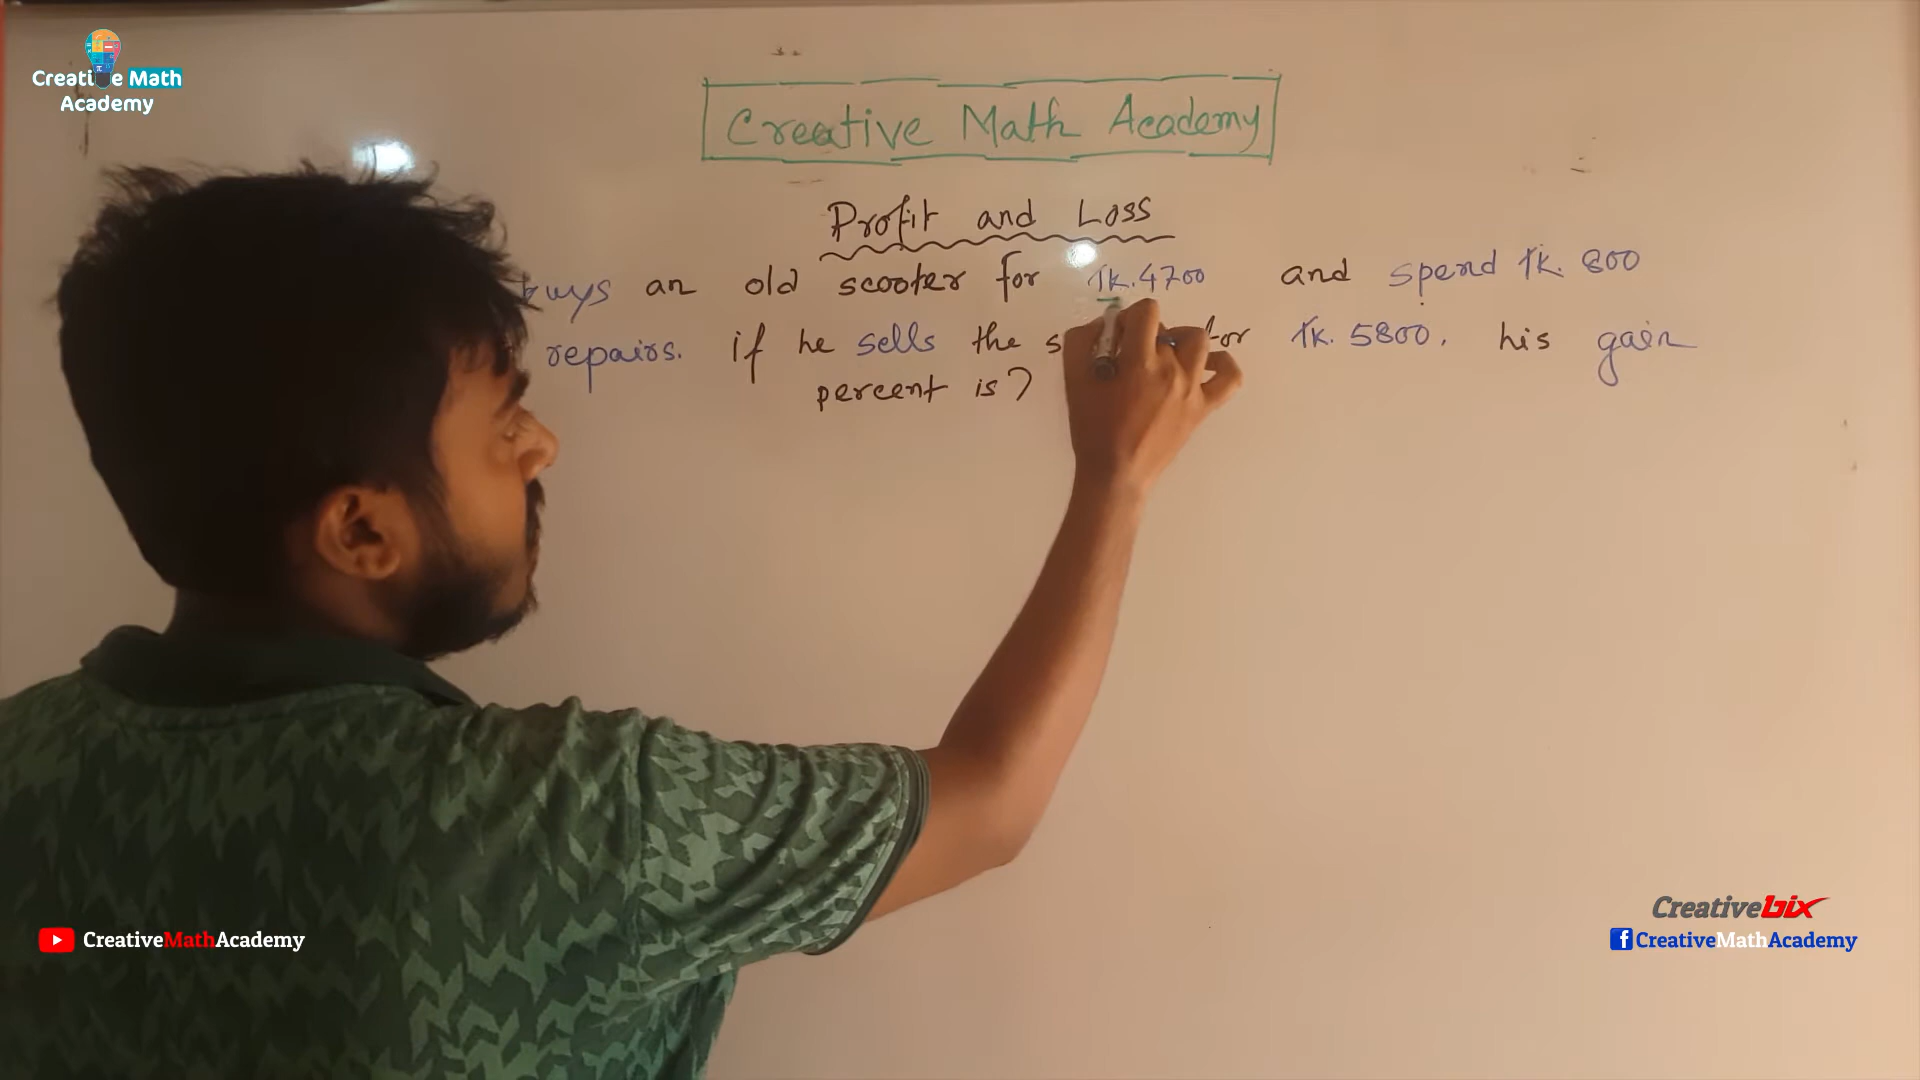 Creative Math
Academy
Creative Math Academy
Profit and Loss
buys an old scooter for Tk.4700 and spend Tk. 800
repairs. if he sells the for Tk. 5800. his gain
percent is?
CreativeMathAcademy
Creativebix
CreativeMathAcademy